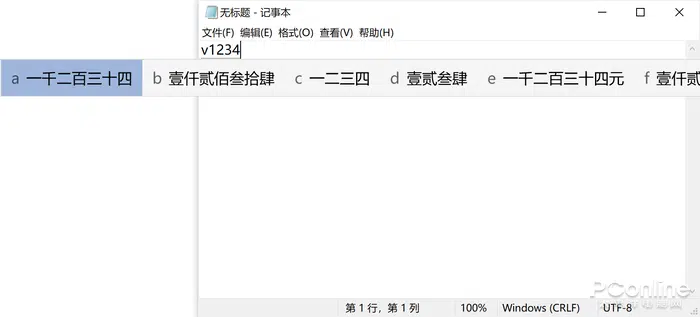 无标题 - 记事本
文件(F) 编辑(E) 格式(O) 查看(V) 帮助(H)
v1234
a 一千二百三十四 b 壹仟贰佰叁拾肆 c 一二三四 d 壹贰叁肆 e 一千二百三十四元 f 壹仟贰
PConline
第 1 行，第 1 列 100% Windows (CRLF) UTF-8